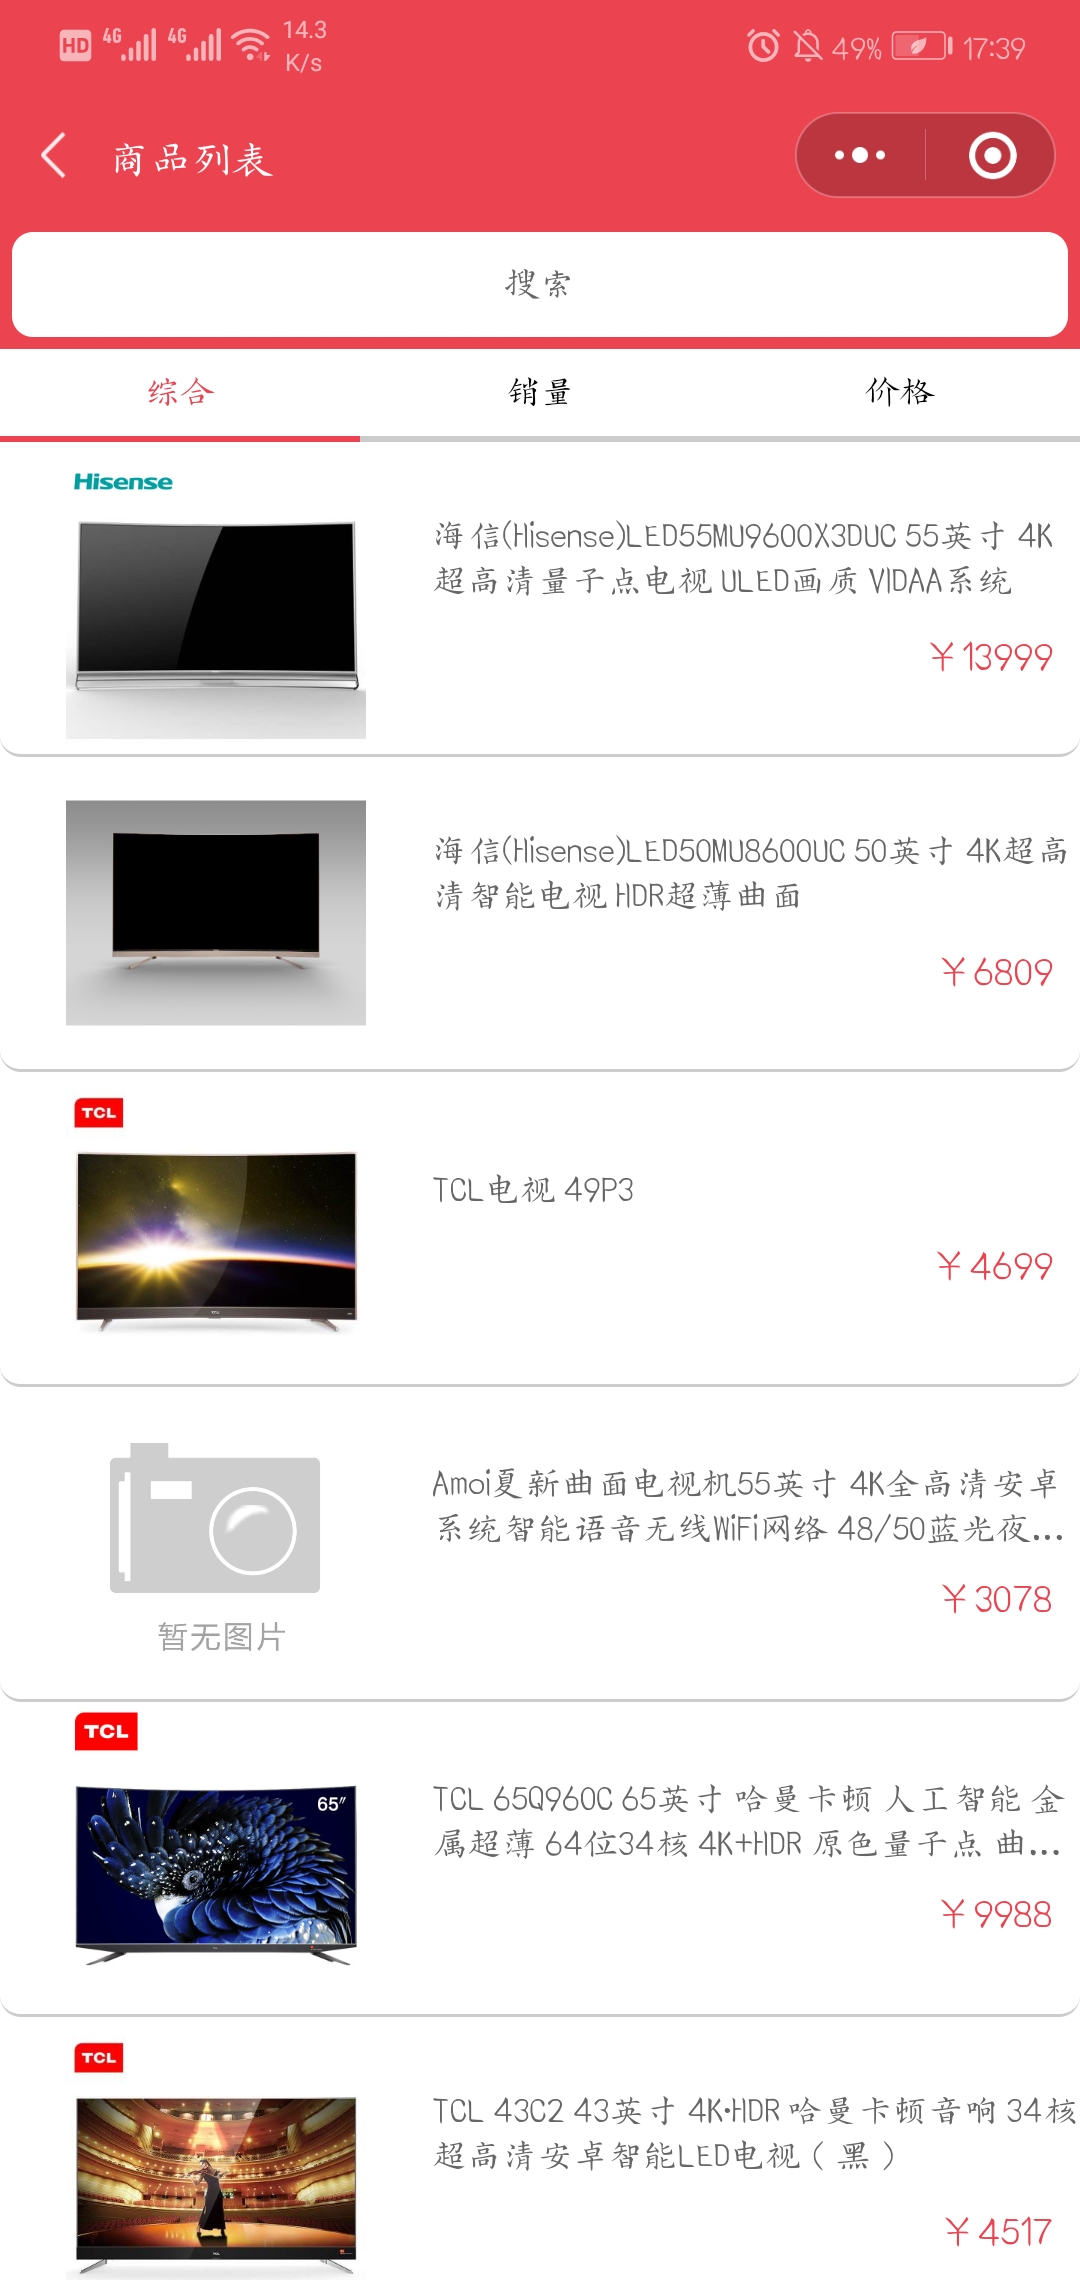 HD 4G 4G 14.3 K/s 49% 17:39
商品列表
搜索
综合 销量 价格
Hisense
海信(Hisense)LED55MU9600X3DUC 55英寸 4K
超高清量子点电视 ULED画质 VIDAA系统
￥13999
海信(Hisense)LED50MU8600UC 50英寸 4K超高
清智能电视 HDR超薄曲面
￥6809
TCL
TCL电视 49P3
￥4699
Amoi夏新曲面电视机55英寸 4K全高清安卓
系统智能语音无线WiFi网络 48/50蓝光夜...
￥3078
暂无图片
TCL
65"
TCL 65Q960C 65英寸 哈曼卡顿 人工智能 金
属超薄 64位34核 4K+HDR 原色量子点 曲...
￥9988
TCL
TCL 43C2 43英寸 4K·HDR 哈曼卡顿音响 34核
超高清安卓智能LED电视（黑）
￥4517